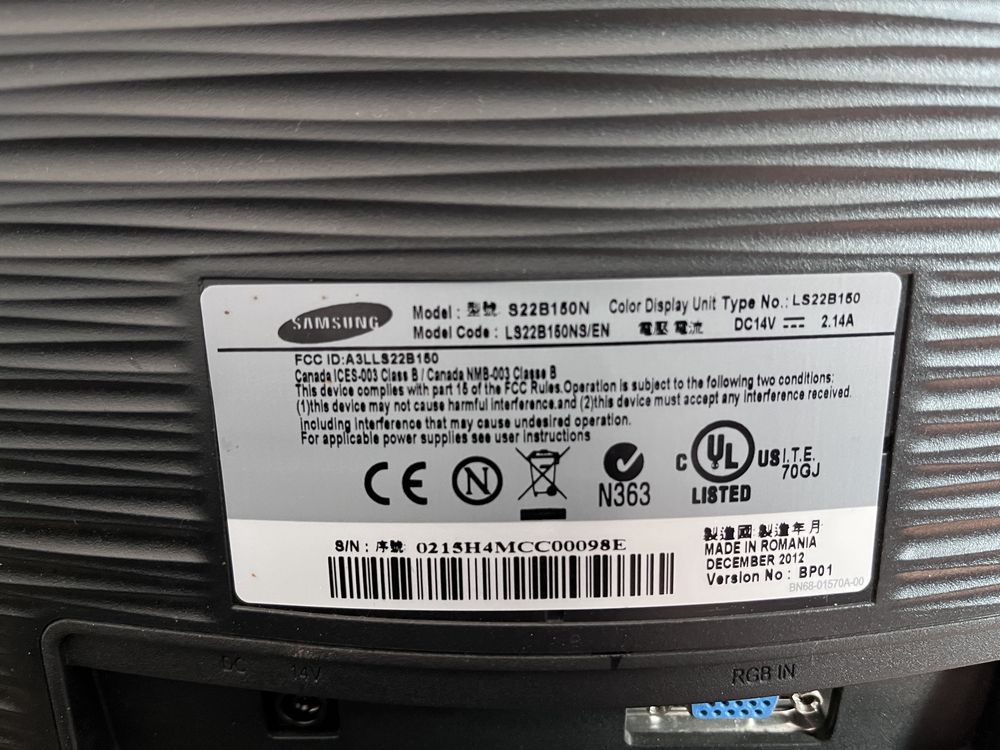 SAMSUNG
Model : 型號 S22B150N Color Display Unit Type No.: LS22B150
Model Code : LS22B150NS/EN 電壓 電流 DC14V 2.14A
FCC ID:A3LLS22B150
Canada ICES-003 Class B / Canada NMB-003 Classe B
This device complies with part 15 of the FCC Rules.Operation is subject to the following two conditions:
(1)this device may not cause harmful interference.and (2)this device must accept any interference received.
including interference that may cause undesired operation.
For applicable power supplies see user instructions
CE N N363 C UL US LISTED I.T.E. 70GJ
S/N : 序號 0215H4MCC00098E
製造國 製造年月
MADE IN ROMANIA
DECEMBER 2012
Version No : BP01
BN68-01570A-00
DC 14V RGB IN